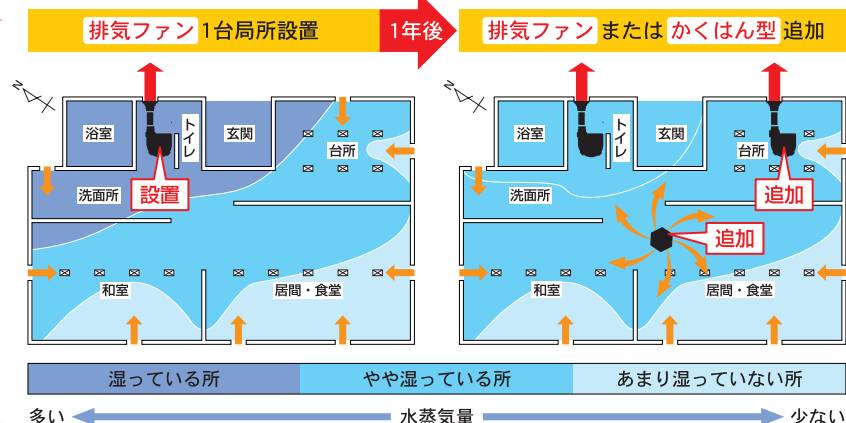 排気ファン1台局所設置
1年後
排気ファンまたはかくはん型追加
N
浴室
トイレ
玄関
台所
洗面所
設置
和室
居間・食堂
N
浴室
トイレ
玄関
台所
洗面所
追加
追加
和室
居間・食堂
湿っている所
やや湿っている所
あまり湿っていない所
多い
水蒸気量
少ない